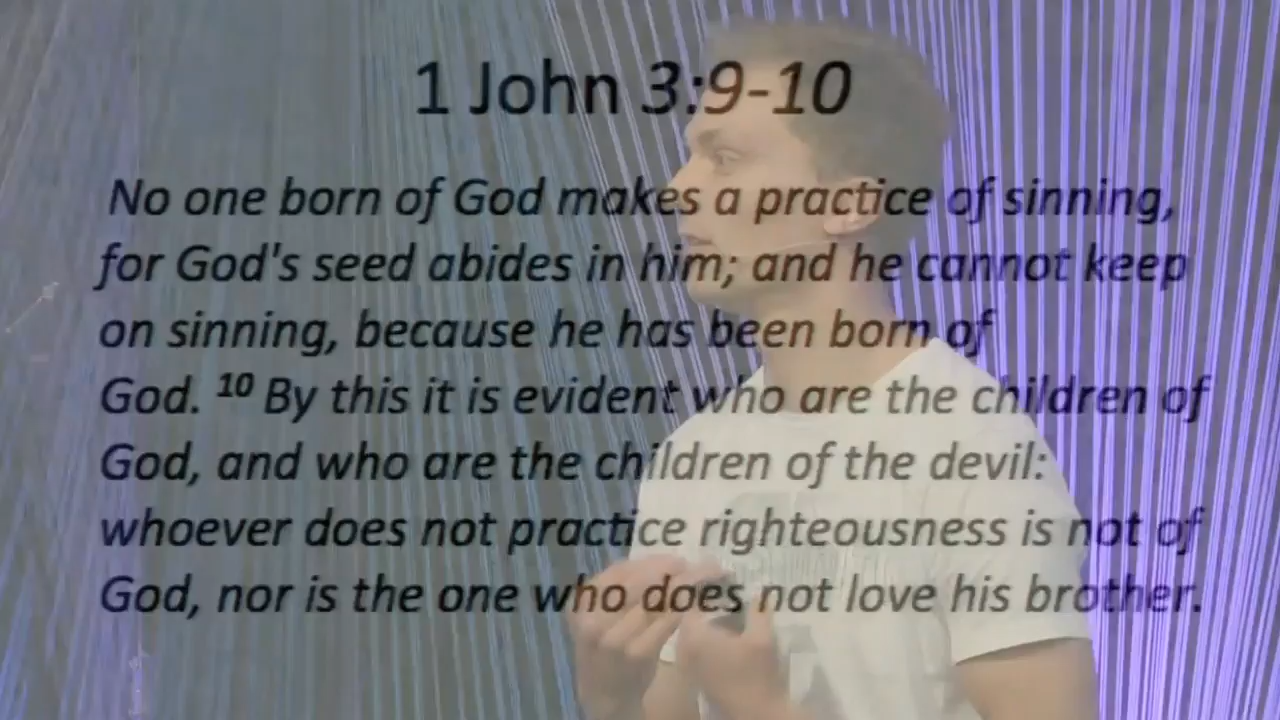 1 John 3:9-10
No one born of God makes a practice of sinning,
for God's seed abides in him; and he cannot keep
on sinning, because he has been born of
God. ¹⁰ By this it is evident who are the children of
God, and who are the children of the devil:
whoever does not practice righteousness is not of
God, nor is the one who does not love his brother.